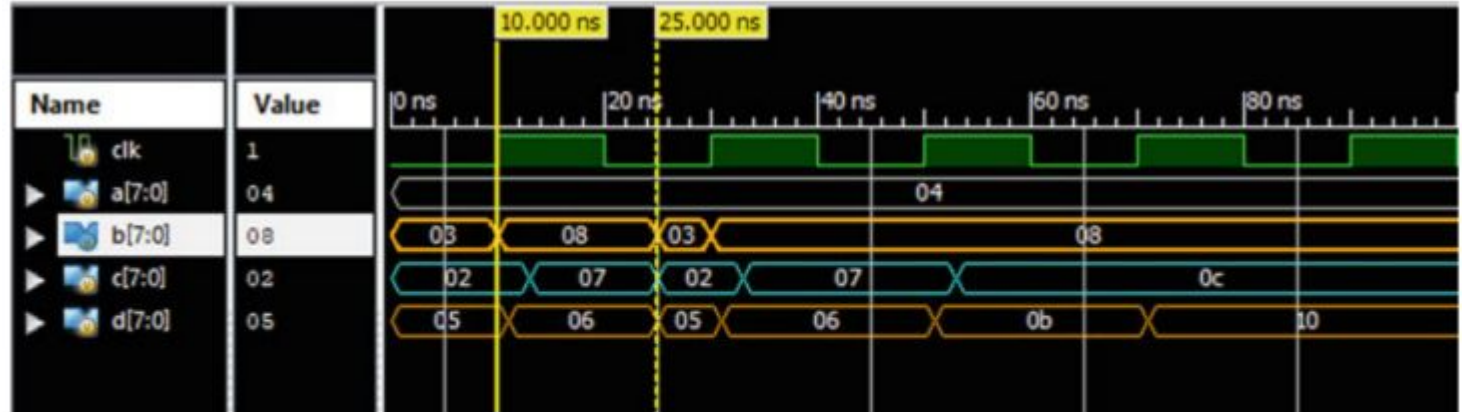 10.000 ns 25.000 ns
Name Value 0 ns 20 ns 40 ns 60 ns 80 ns
clk 1
a[7:0] 04 04
b[7:0] 08 03 08 03 08
c[7:0] 02 02 07 02 07 0c
d[7:0] 05 05 06 05 06 0b 10